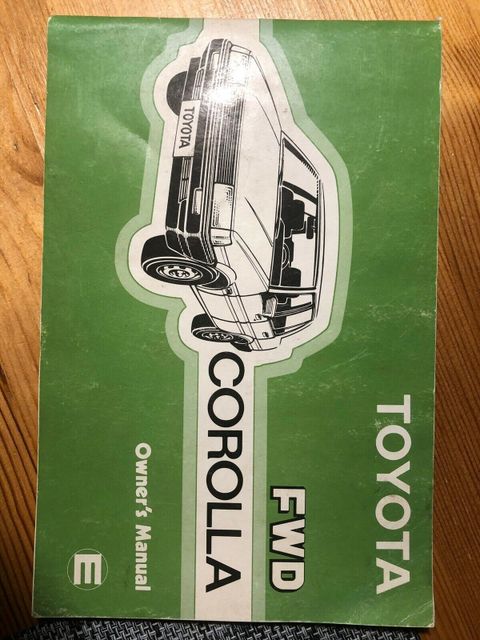 TOYOTA
FWD
COROLLA
TOYOTA
Owner's Manual
E